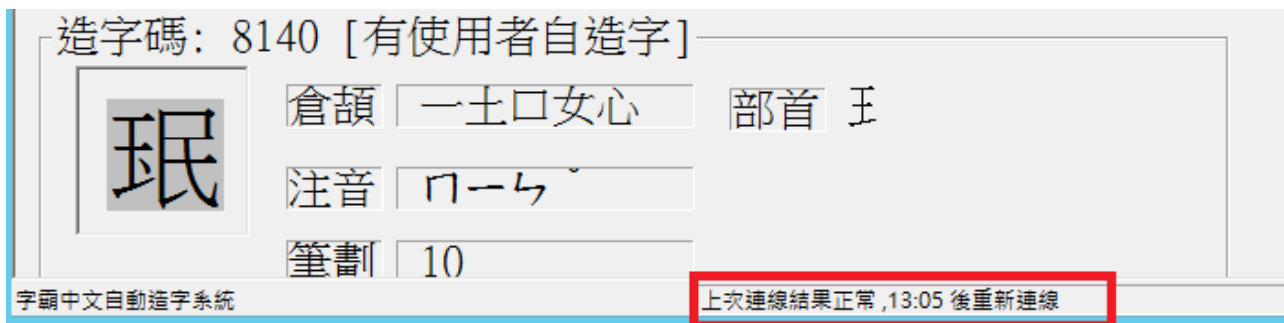 造字碼: 8140 [有使用者自造字]
珉
倉頡 一土口女心 部首 𤣩
注音 ㄇㄧㄣˇ
筆劃 10
字霸中文自動造字系統 上次連線結果正常 ,13:05 後重新連線